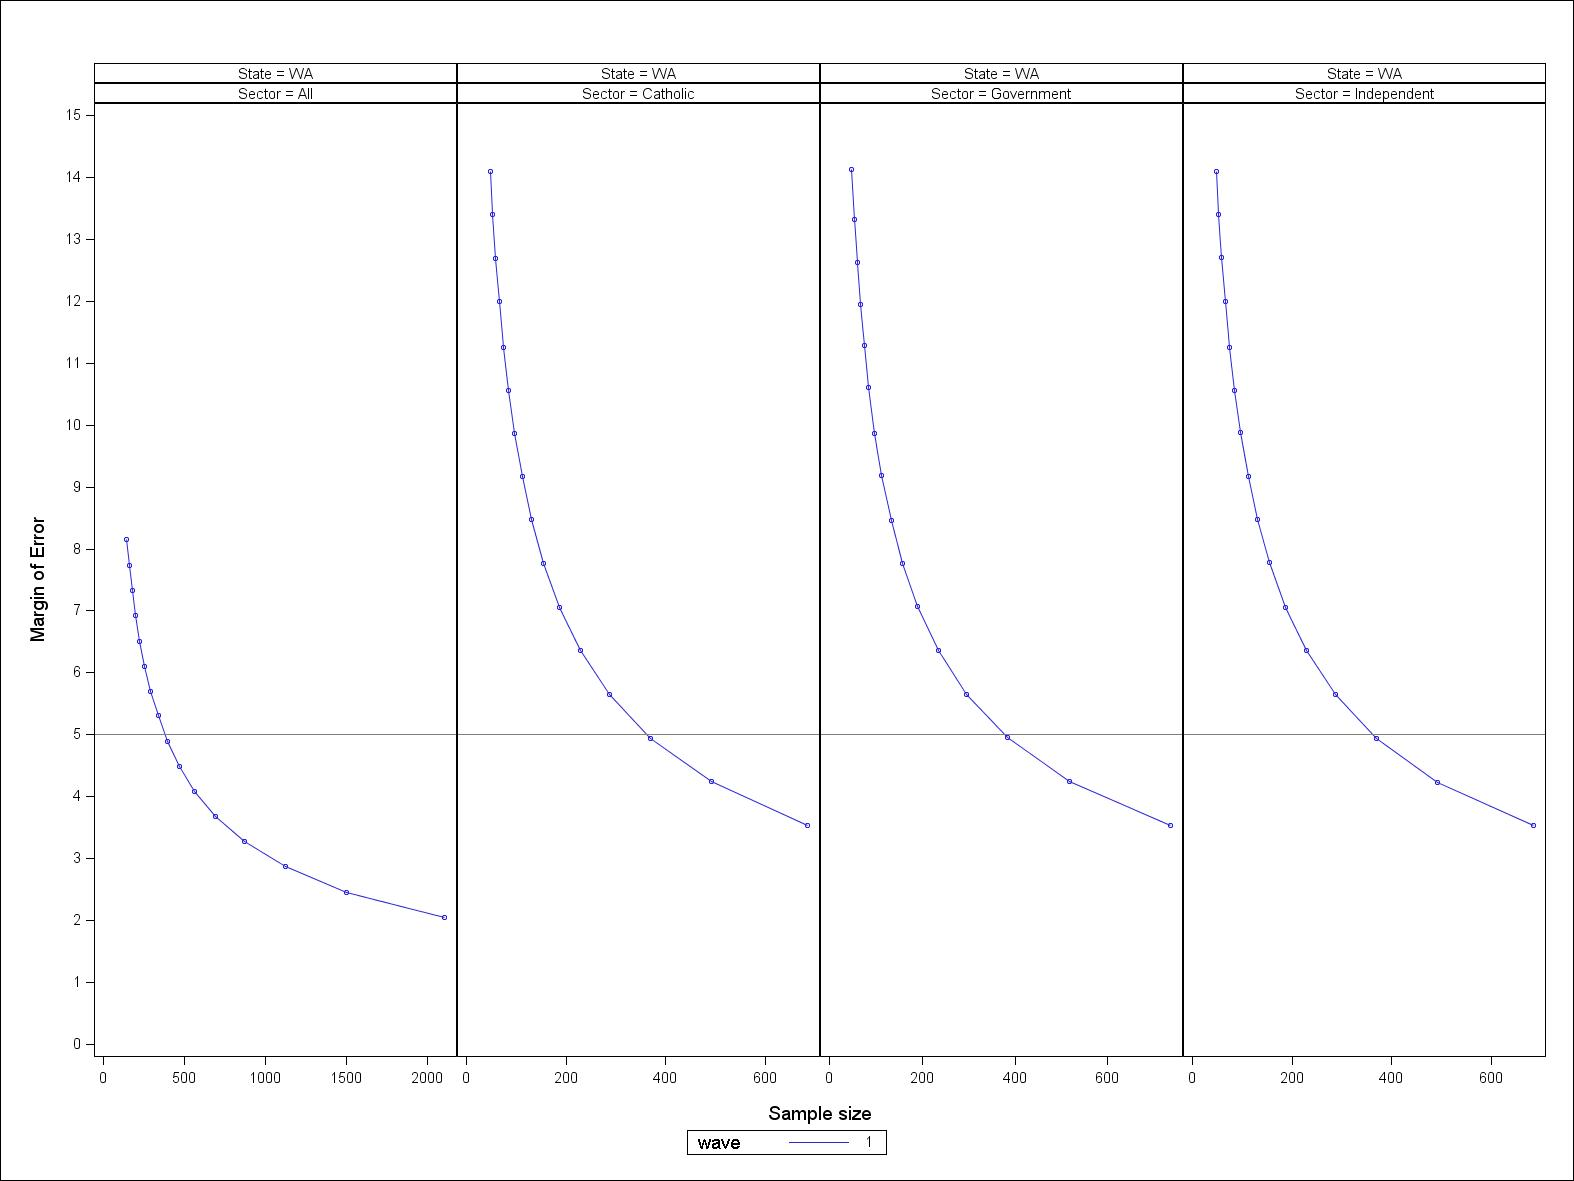 State = WA State = WA State = WA State = WA
Sector = All Sector = Catholic Sector = Government Sector = Independent
15
14
13
12
11
10
9
8
7
6
5
4
3
2
1
0
Margin of Error
0 500 1000 1500 2000 0 200 400 600 0 200 400 600 0 200 400 600
Sample size
wave 1